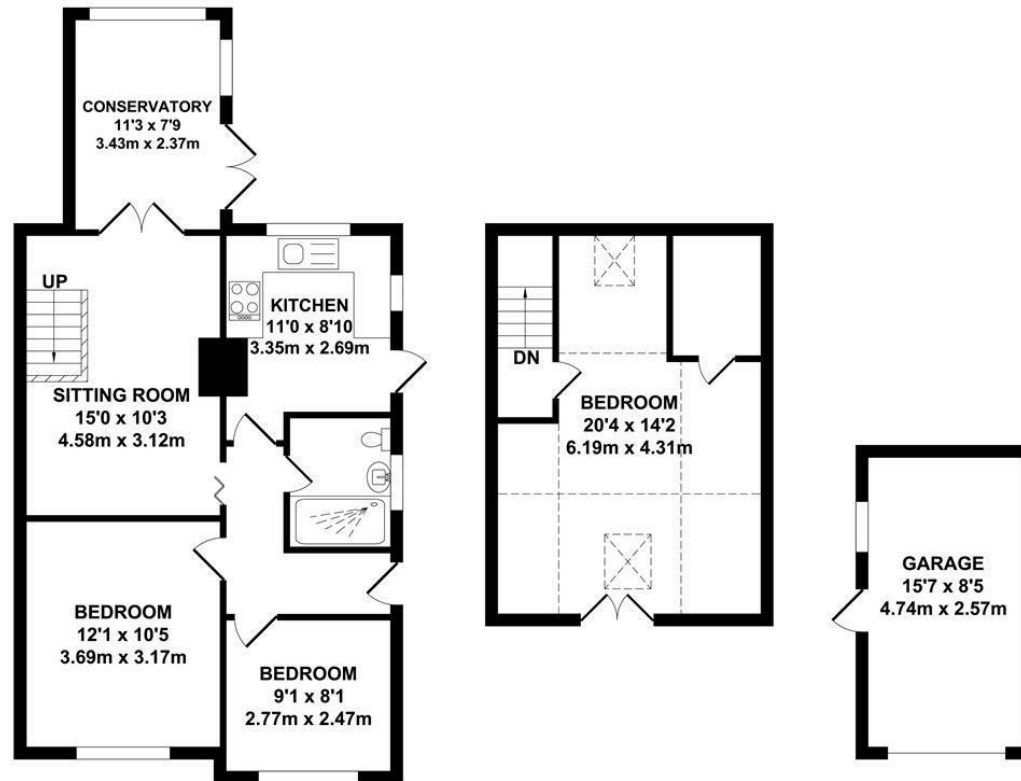 CONSERVATORY
11'3 x 7'9
3.43m x 2.37m
UP
KITCHEN
11'0 x 8'10
3.35m x 2.69m
SITTING ROOM
15'0 x 10'3
4.58m x 3.12m
BEDROOM
12'1 x 10'5
3.69m x 3.17m
BEDROOM
9'1 x 8'1
2.77m x 2.47m
DN
BEDROOM
20'4 x 14'2
6.19m x 4.31m
GARAGE
15'7 x 8'5
4.74m x 2.57m